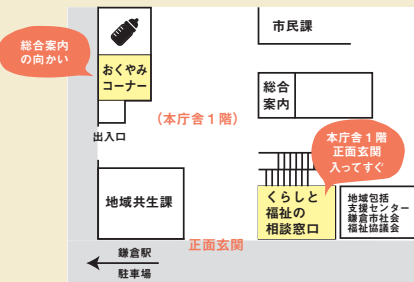 総合案内
の向かい
おくやみ
コーナー
出入口
市民課
総合
案内
（本庁舎１階）
本庁舎１階
正面玄関
入ってすぐ
地域共生課
くらしと
福祉の
相談窓口
地域包括
支援センター
鎌倉市社会
福祉協議会
正面玄関
鎌倉駅
駐車場